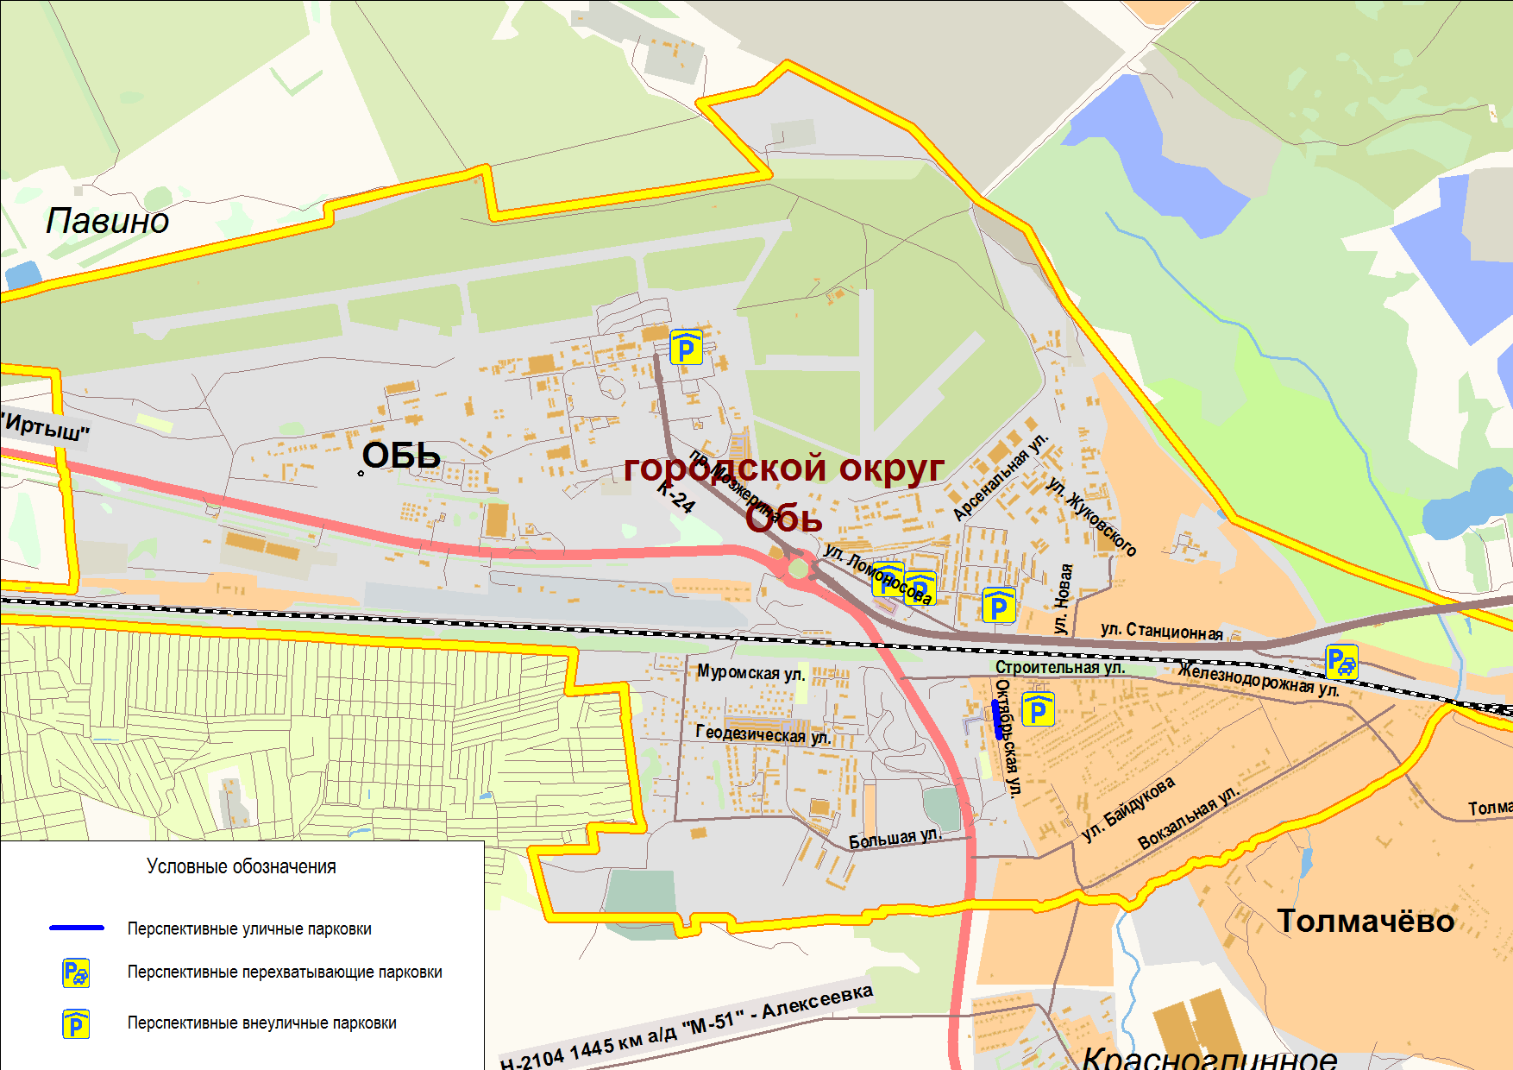 Павино
"Иртыш"
ОБЬ
городской округ
Обь
пр. Мозжерина
К-24
Арсенальная ул.
ул. Жуковского
ул. Ломоносова
ул. Новая
ул. Станционная
Строительная ул.
Железнодорожная ул.
Муромская ул.
Октябрьская ул.
Геодезическая ул.
ул. Байдукова
Вокзальная ул.
Толма
Большая ул.
Толмачёво
Условные обозначения
Перспективные уличные парковки
Перспективные перехватывающие парковки
Перспективные внеуличные парковки
Н-2104 1445 км а/д "М-51" - Алексеевка
Красноглинное
P
P
P
P
P
P
P
P